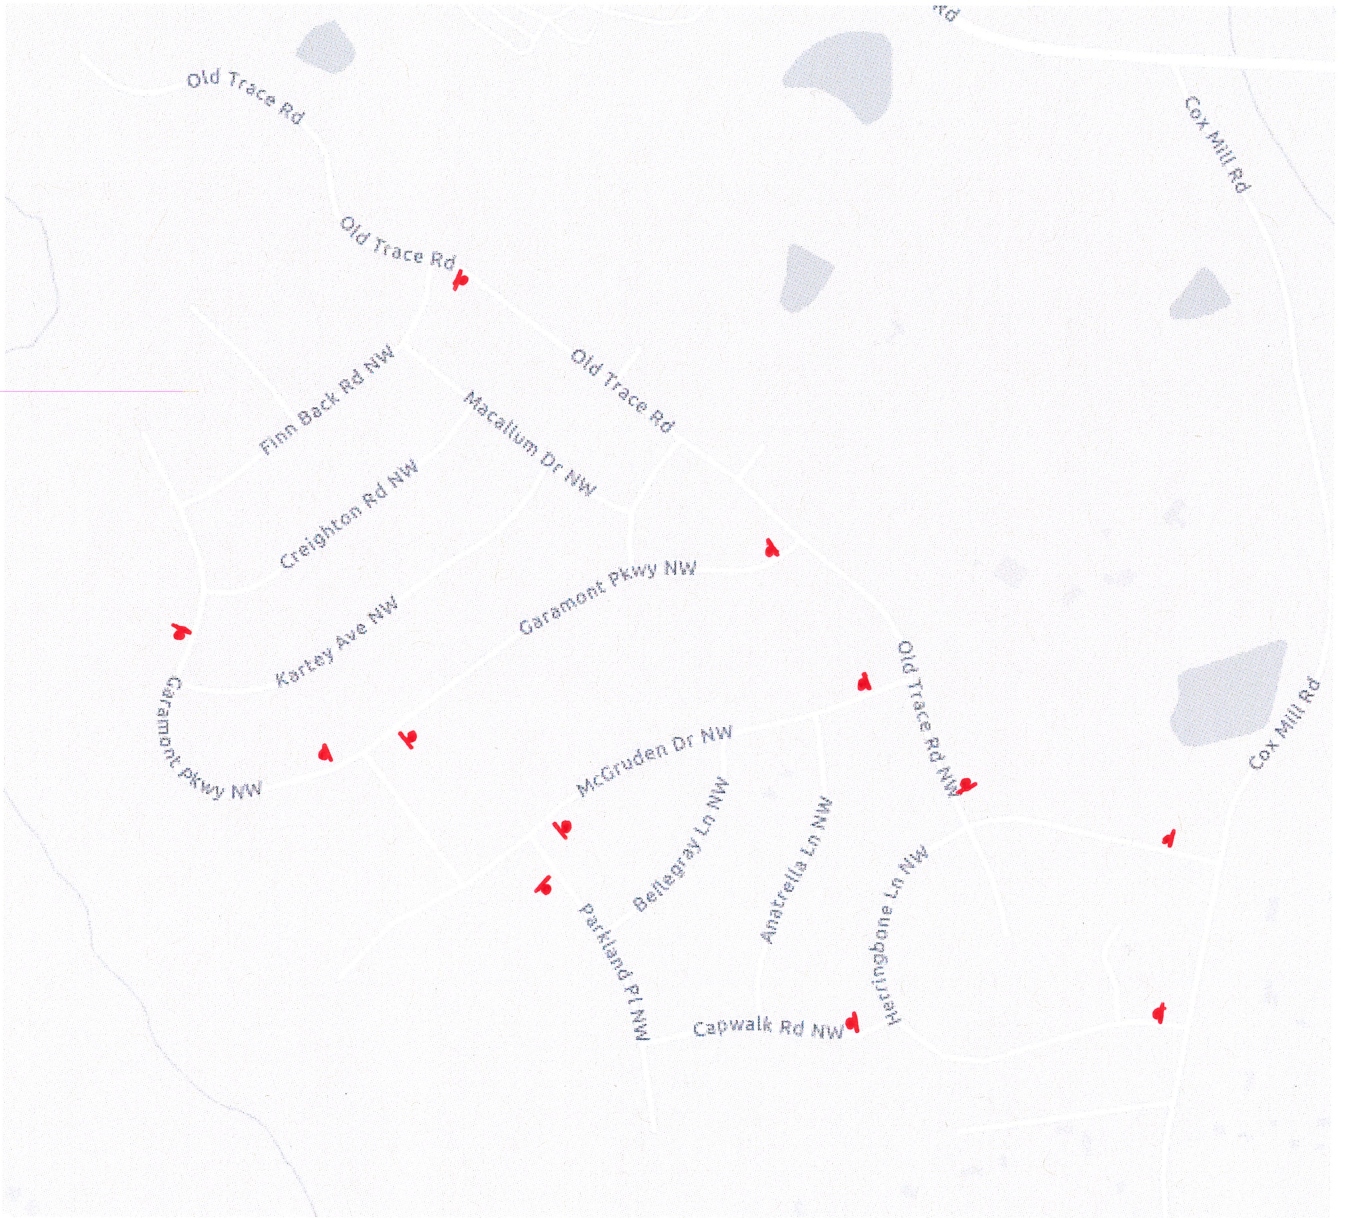 Rd
Old Trace Rd
Cox Mill Rd
Old Trace Rd
Old Trace Rd
Finn Back Rd NW
Macallum Dr NW
Creighton Rd NW
Garamont Pkwy NW
Kartey Ave NW
Old Trace Rd NW
Garamont Pkwy NW
Cox Mill Rd
McGruden Dr NW
Bellegray Ln NW
Anatrella Ln NW
Herringbone Ln NW
Parkland Pl NW
Capwalk Rd NW